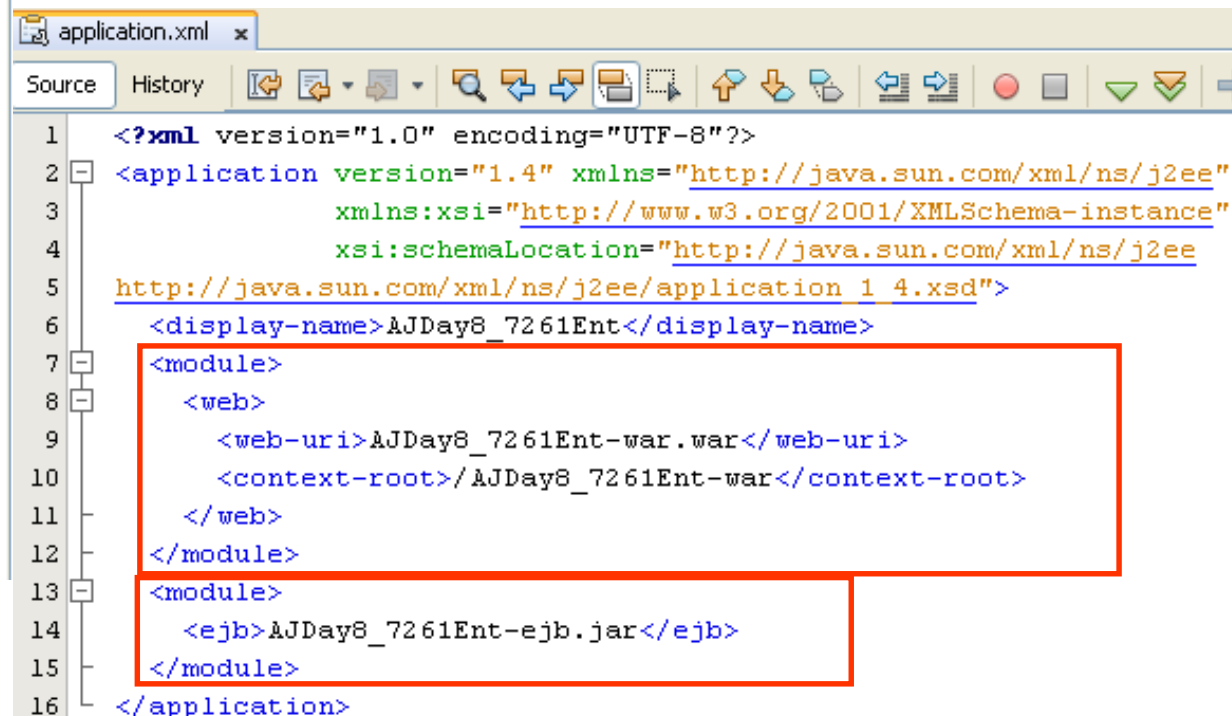 application.xml x
Source History
1 <?xml version="1.0" encoding="UTF-8"?>
2 <application version="1.4" xmlns="http://java.sun.com/xml/ns/j2ee"
3 xmlns:xsi="http://www.w3.org/2001/XMLSchema-instance"
4 xsi:schemaLocation="http://java.sun.com/xml/ns/j2ee
5 http://java.sun.com/xml/ns/j2ee/application_1_4.xsd">
6 <display-name>AJDay8_7261Ent</display-name>
7 <module>
8 <web>
9 <web-uri>AJDay8_7261Ent-war.war</web-uri>
10 <context-root>/AJDay8_7261Ent-war</context-root>
11 </web>
12 </module>
13 <module>
14 <ejb>AJDay8_7261Ent-ejb.jar</ejb>
15 </module>
16 </application>